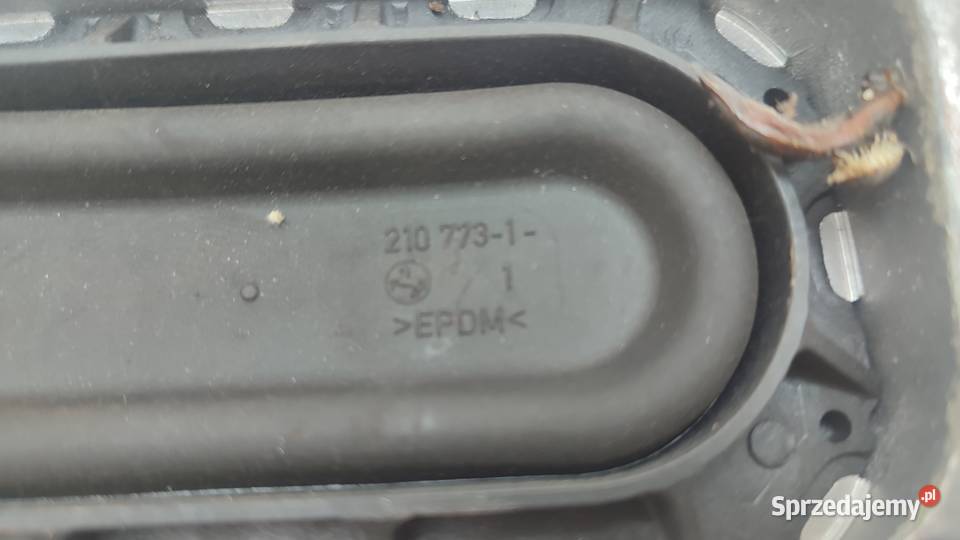 210 773-1-
1
>EPDM<
Sprzedajemy.pl